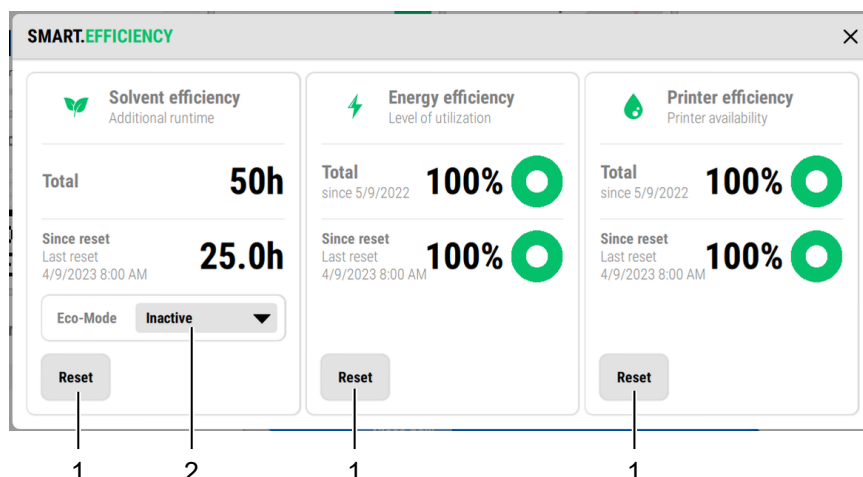 SMART.EFFICIENCY
Solvent efficiency
Additional runtime
Total
50h
Since reset
Last reset
4/9/2023 8:00 AM
25.0h
Eco-Mode
Inactive
Reset
Energy efficiency
Level of utilization
Total
since 5/9/2022
100%
Since reset
Last reset
4/9/2023 8:00 AM
100%
Reset
Printer efficiency
Printer availability
Total
since 5/9/2022
100%
Since reset
Last reset
4/9/2023 8:00 AM
100%
Reset
1
2
1
1